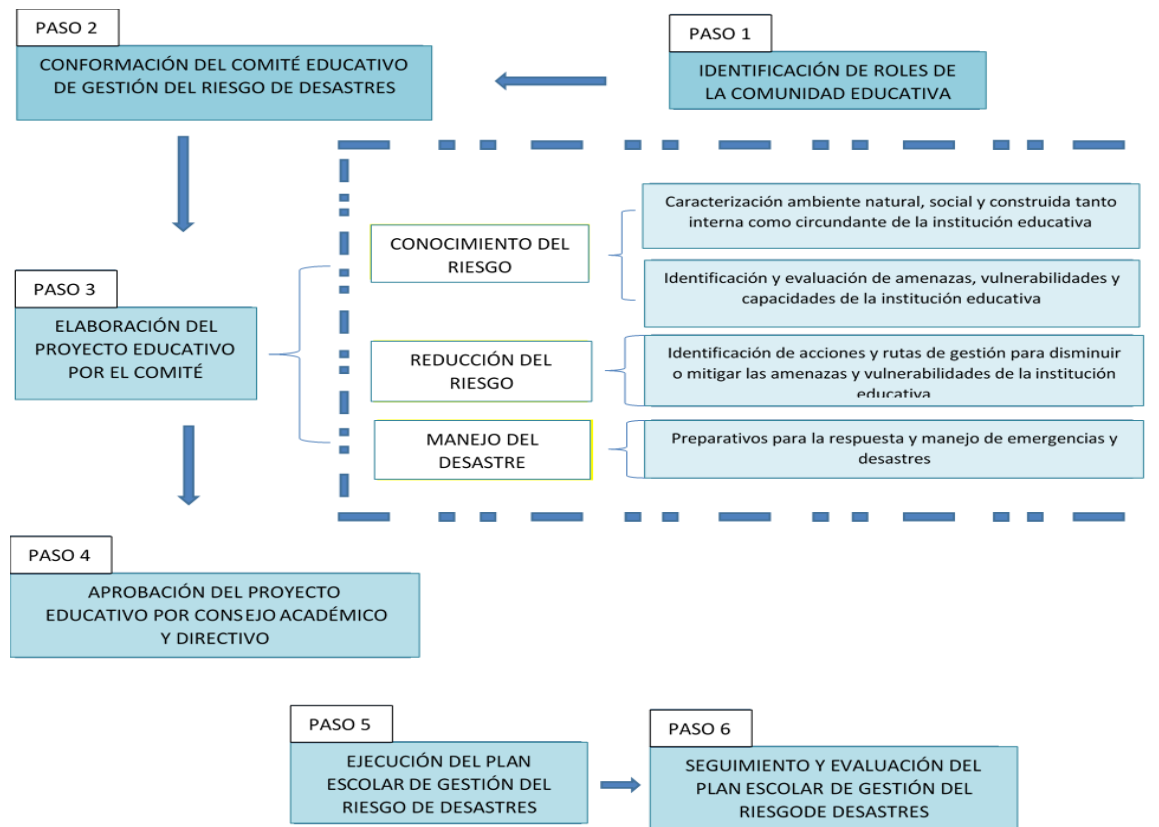 PASO 1
IDENTIFICACIÓN DE ROLES DE
LA COMUNIDAD EDUCATIVA
PASO 2
CONFORMACIÓN DEL COMITÉ EDUCATIVO
DE GESTIÓN DEL RIESGO DE DESASTRES
PASO 3
ELABORACIÓN DEL
PROYECTO EDUCATIVO
POR EL COMITÉ
CONOCIMIENTO DEL
RIESGO
Caracterización ambiente natural, social y construida tanto
interna como circundante de la institución educativa
Identificación y evaluación de amenazas, vulnerabilidades y
capacidades de la institución educativa
REDUCCIÓN DEL
RIESGO
Identificación de acciones y rutas de gestión para disminuir
o mitigar las amenazas y vulnerabilidades de la institución
educativa
MANEJO DEL
DESASTRE
Preparativos para la respuesta y manejo de emergencias y
desastres
PASO 4
APROBACIÓN DEL PROYECTO
EDUCATIVO POR CONSEJO ACADÉMICO
Y DIRECTIVO
PASO 5
EJECUCIÓN DEL PLAN
ESCOLAR DE GESTIÓN DEL
RIESGO DE DESASTRES
PASO 6
SEGUIMIENTO Y EVALUACIÓN DEL
PLAN ESCOLAR DE GESTIÓN DEL
RIESGODE DESASTRES